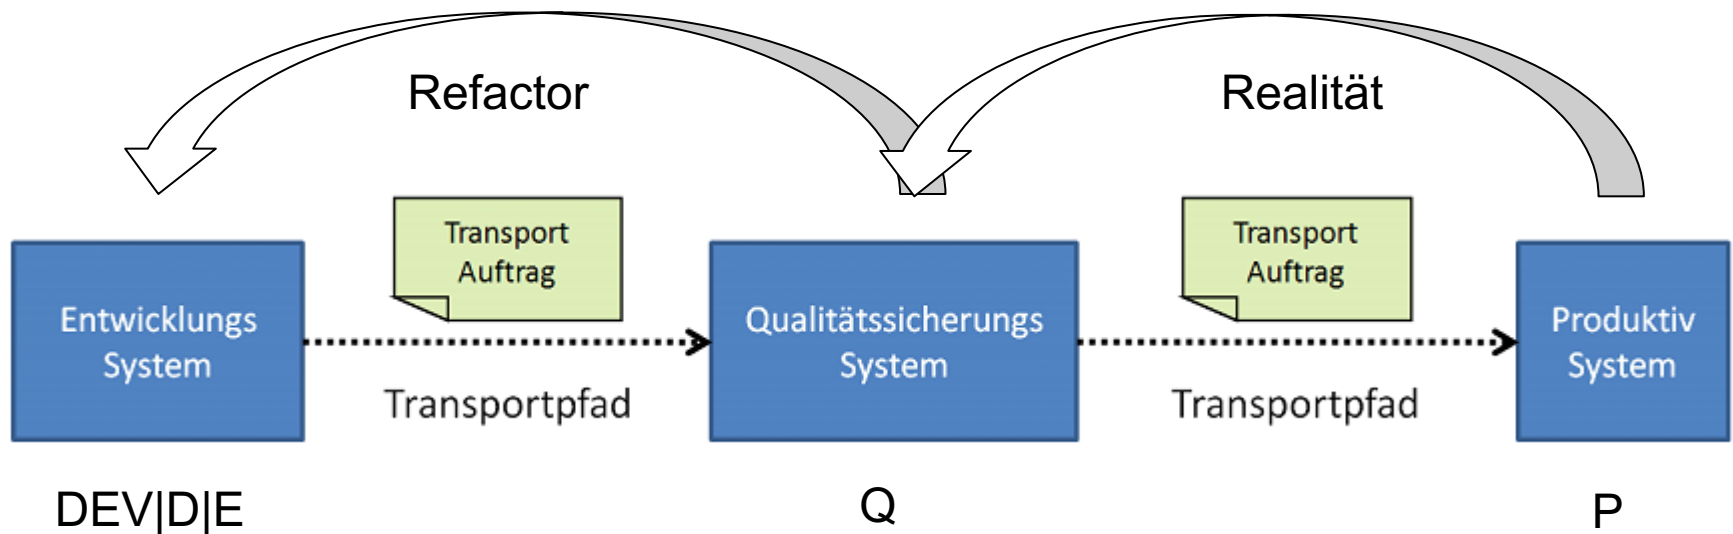 Refactor
Realität
Transport
Auftrag
Transport
Auftrag
Entwicklungs
System
Qualitätssicherungs
System
Produktiv
System
Transportpfad
Transportpfad
DEV|D|E
Q
P